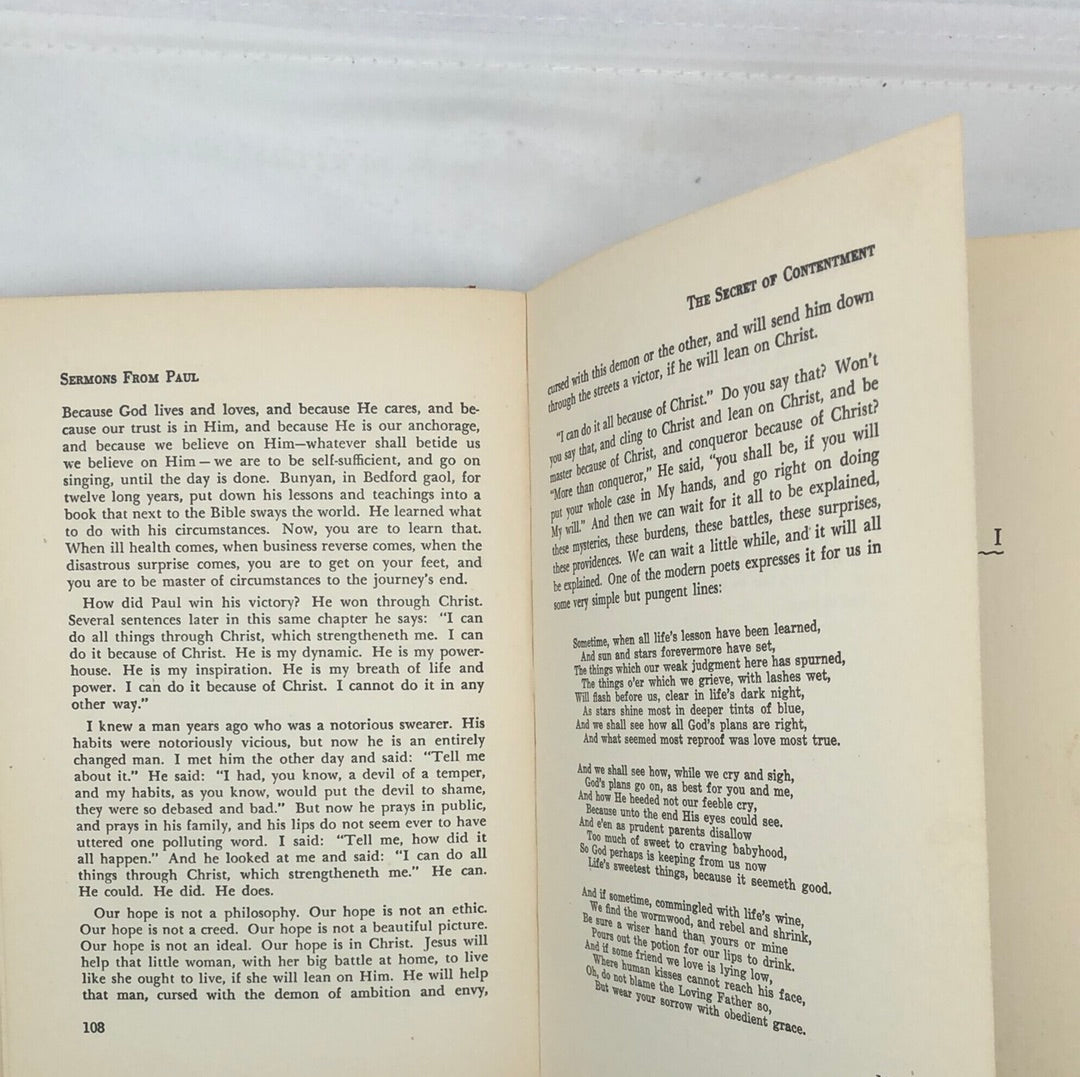 SERMONS FROM PAUL
Because God lives and loves, and because He cares, and be-
cause our trust is in Him, and because He is our anchorage,
and because we believe on Him—whatever shall betide us
we believe on Him — we are to be self-sufficient, and go on
singing, until the day is done. Bunyan, in Bedford gaol, for
twelve long years, put down his lessons and teachings into a
book that next to the Bible sways the world. He learned what
to do with his circumstances. Now, you are to learn that.
When ill health comes, when business reverse comes, when the
disastrous surprise comes, you are to get on your feet, and
you are to be master of circumstances to the journey's end.
How did Paul win his victory? He won through Christ.
Several sentences later in this same chapter he says: "I can
do all things through Christ, which strengtheneth me. I can
do it because of Christ. He is my dynamic. He is my power-
house. He is my inspiration. He is my breath of life and
power. I can do it because of Christ. I cannot do it in any
other way."
I knew a man years ago who was a notorious swearer. His
habits were notoriously vicious, but now he is an entirely
changed man. I met him the other day and said: "Tell me
about it." He said: "I had, you know, a devil of a temper,
and my habits, as you know, would put the devil to shame,
they were so debased and bad." But now he prays in public,
and prays in his family, and his lips do not seem ever to have
uttered one polluting word. I said: "Tell me, how did it
all happen." And he looked at me and said: "I can do all
things through Christ, which strengtheneth me." He can.
He could. He did. He does.
Our hope is not a philosophy. Our hope is not an ethic.
Our hope is not a creed. Our hope is not a beautiful picture.
Our hope is not an ideal. Our hope is in Christ. Jesus will
help that little woman, with her big battle at home, to live
like she ought to live, if she will lean on Him. He will help
that man, cursed with the demon of ambition and envy,
108
THE SECRET OF CONTENTMENT
cursed with this demon or the other, and will send him down
through the streets a victor, if he will lean on Christ.
"I can do it all because of Christ." Do you say that? Won't
you say that, and cling to Christ and lean on Christ, and be
master because of Christ, and conqueror because of Christ?
"More than conqueror," He said, "you shall be, if you will
put your whole case in My hands, and go right on doing
My will." And then we can wait for it all to be explained,
these mysteries, these burdens, these battles, these surprises,
these providences. We can wait a little while, and it will all
be explained. One of the modern poets expresses it for us in
some very simple but pungent lines:
Sometime, when all life's lesson have been learned,
And sun and stars forevermore have set,
The things which our weak judgment here has spurned,
The things o'er which we grieve, with lashes wet,
Will flash before us, clear in life's dark night,
As stars shine most in deeper tints of blue,
And we shall see how all God's plans are right,
And what seemed most reproof was love most true.
And we shall see how, while we cry and sigh,
God's plans go on, as best for you and me,
And how He heeded not our feeble cry,
Because unto the end His eyes could see.
And e'en as prudent parents disallow
Too much of sweet to craving babyhood,
So God perhaps is keeping from us now
Life's sweetest things, because it seemeth good.
And if sometime, commingled with life's wine,
We find the wormwood, and rebel and shrink,
Be sure a wiser hand than yours or mine
Pours out the potion for our lips to drink.
And if some friend we love is lying low,
Where human kisses cannot reach his face,
Oh, do not blame the Loving Father so,
But wear your sorrow with obedient grace.
I